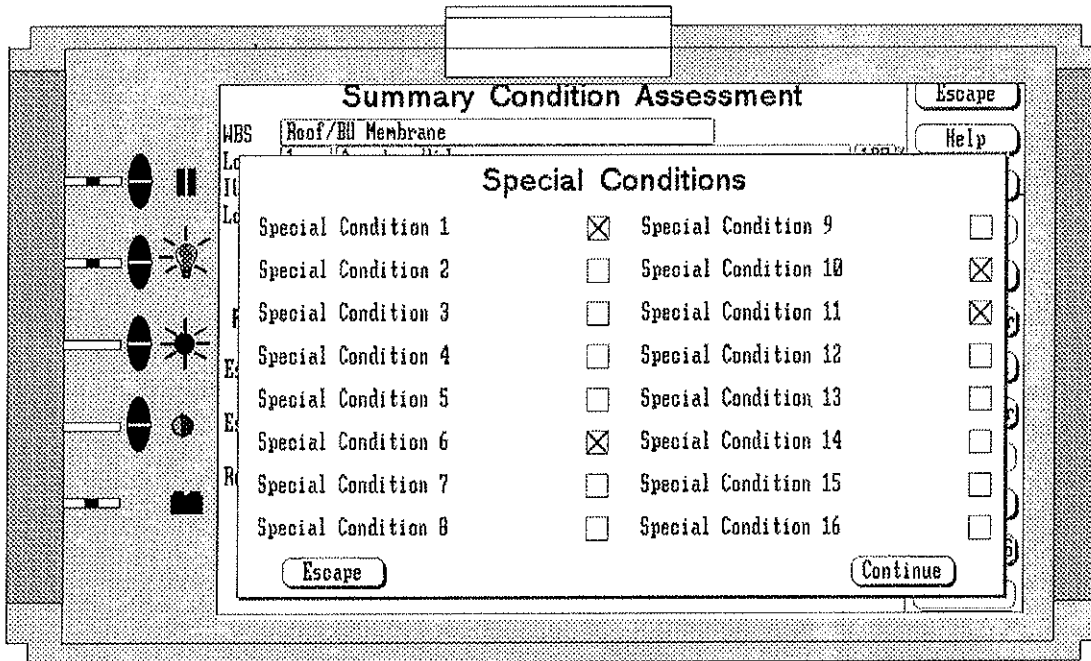 Summary Condition Assessment
Escape
WBS Roof/BU Membrane
Help
Special Conditions
Special Condition 1
Special Condition 2
Special Condition 3
Special Condition 4
Special Condition 5
Special Condition 6
Special Condition 7
Special Condition 8
Special Condition 9
Special Condition 10
Special Condition 11
Special Condition 12
Special Condition 13
Special Condition 14
Special Condition 15
Special Condition 16
Escape
Continue